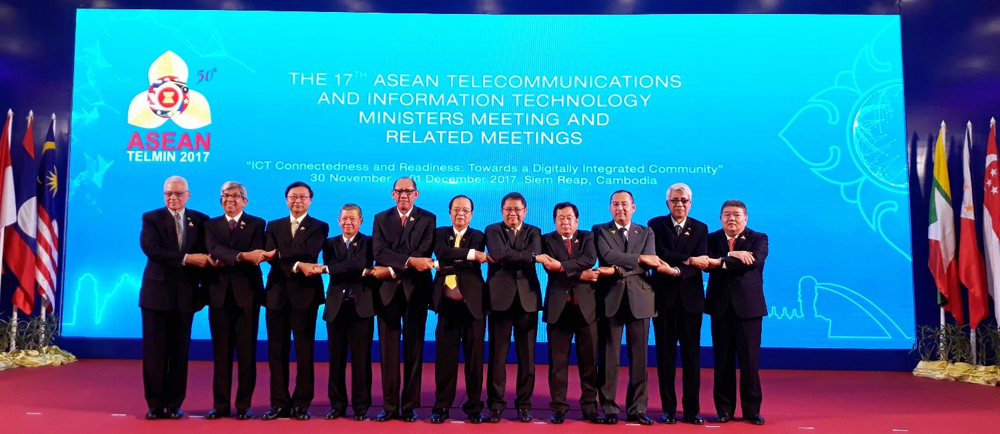 50th
ASEAN
TELMIN 2017
THE 17TH ASEAN TELECOMMUNICATIONS
AND INFORMATION TECHNOLOGY
MINISTERS MEETING AND
RELATED MEETINGS
“ICT Connectedness and Readiness: Towards a Digitally Integrated Community”
30 November - 01 December 2017, Siem Reap, Cambodia